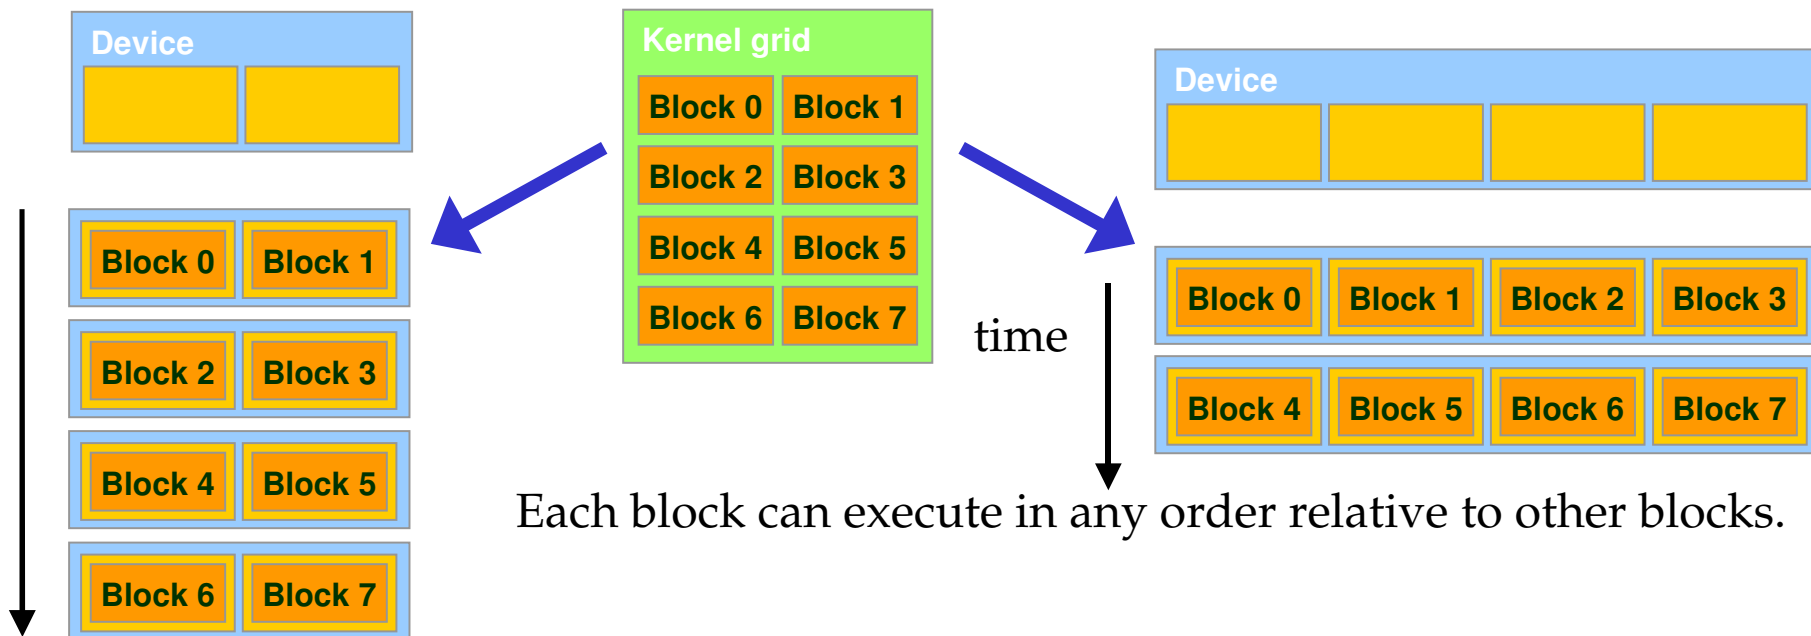 Device
Block 0 Block 1
Block 2 Block 3
Block 4 Block 5
Block 6 Block 7
Kernel grid
Block 0 Block 1
Block 2 Block 3
Block 4 Block 5
Block 6 Block 7
time
Device
Block 0 Block 1 Block 2 Block 3
Block 4 Block 5 Block 6 Block 7
Each block can execute in any order relative to other blocks.